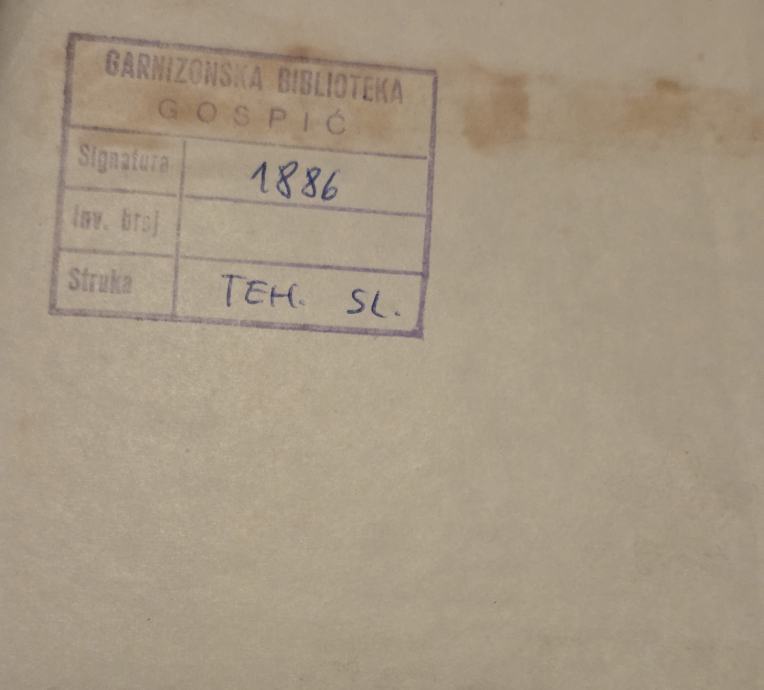 GARNIZONSKA BIBLIOTEKA
GOSPIĆ
Signatura 1886
Inv. broj
Struka TEH. SL.